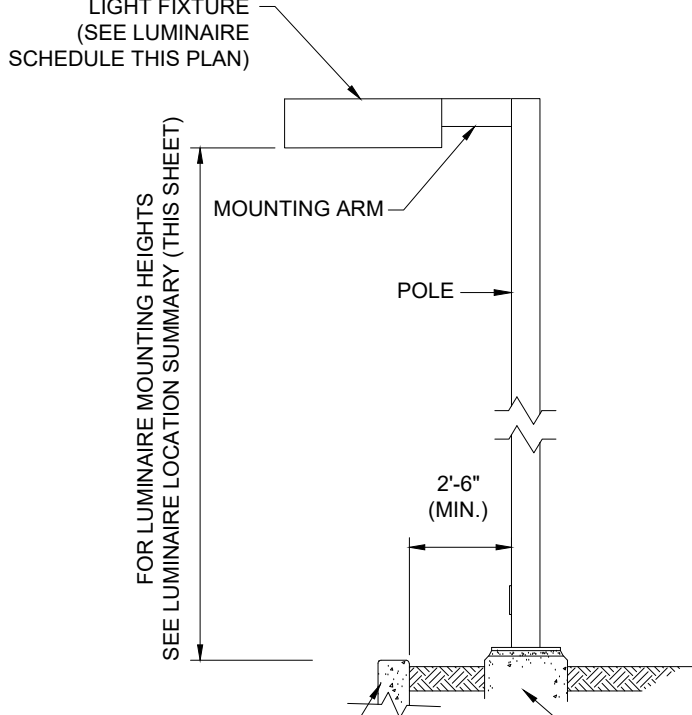 LIGHT FIXTURE
(SEE LUMINAIRE
SCHEDULE THIS PLAN)
FOR LUMINAIRE MOUNTING HEIGHTS
SEE LUMINAIRE LOCATION SUMMARY (THIS SHEET)
MOUNTING ARM
POLE
2'-6"
(MIN.)